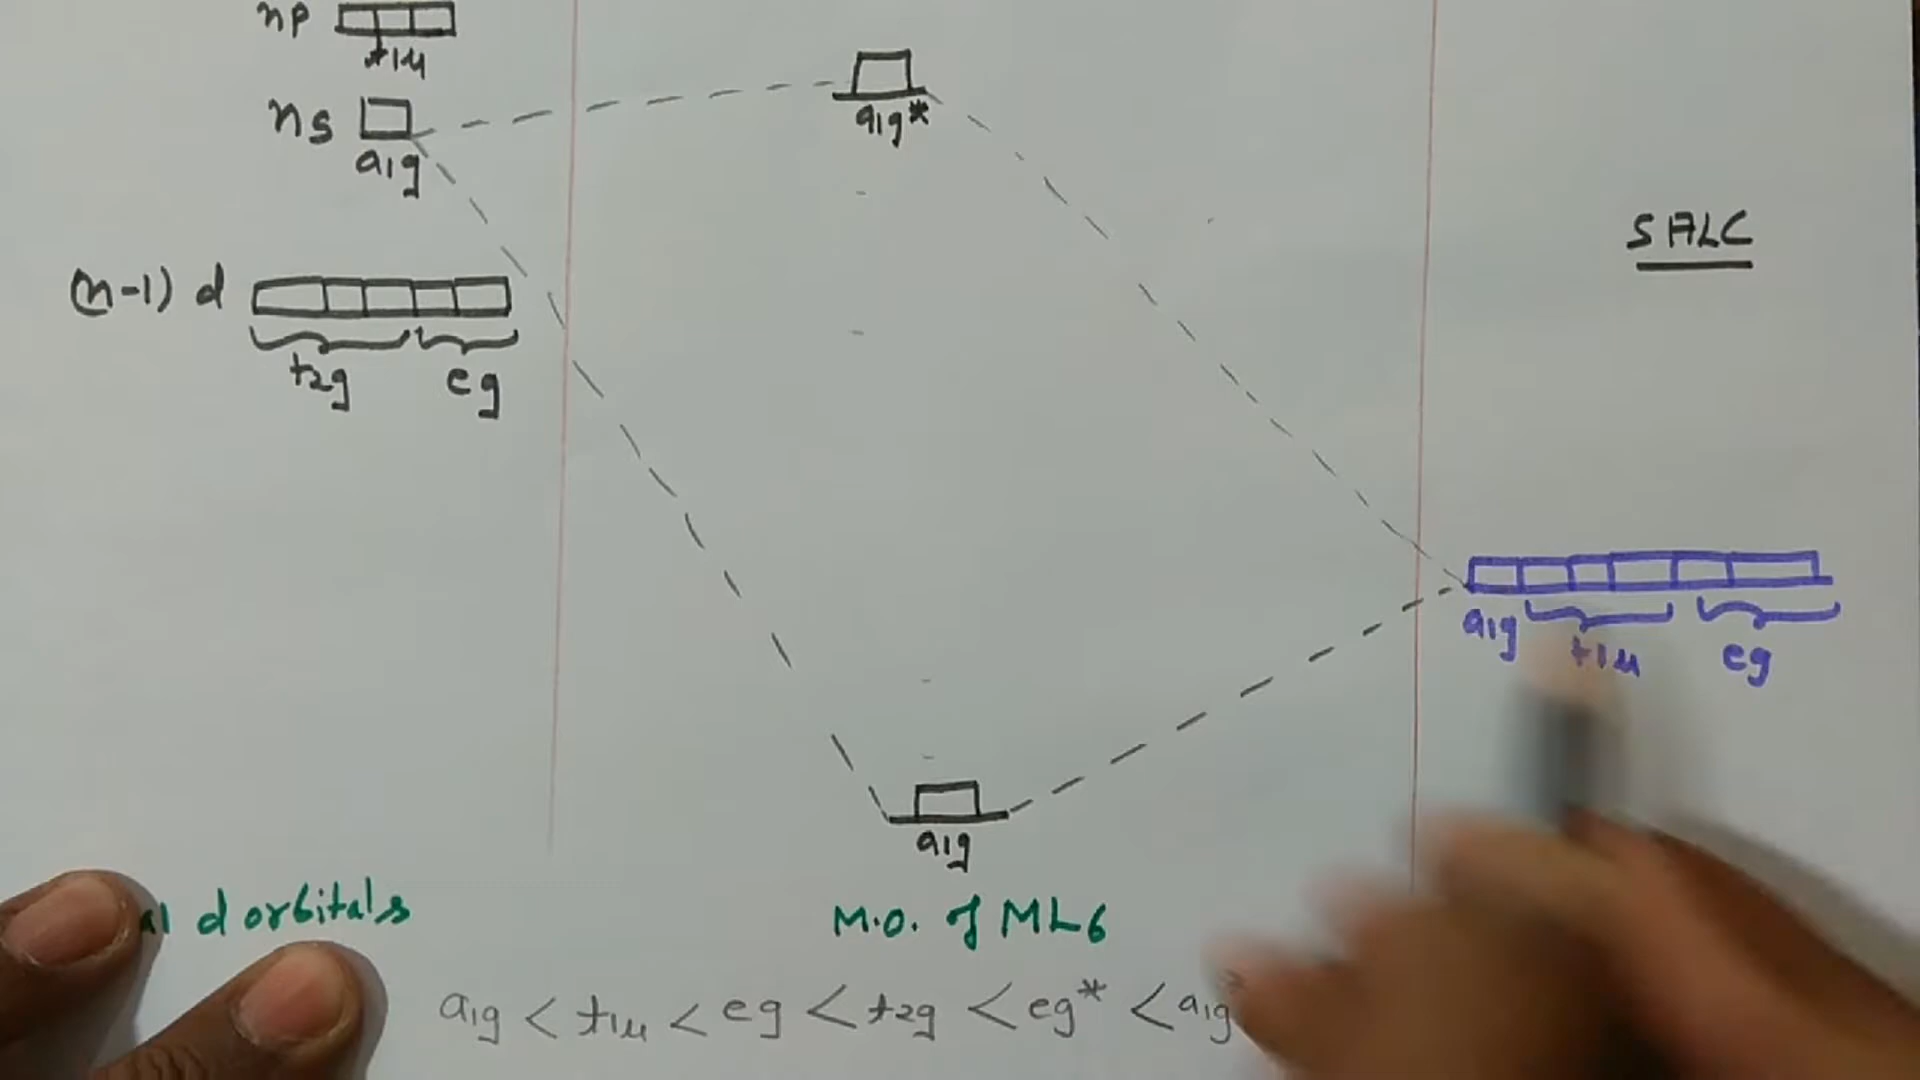 np
t1u
ns
a1g
a1g*
SALC
(n-1) d
t2g eg
a1g t1u eg
a1g
al d orbitals
M.O. of ML6
a1g < t1u < eg < t2g < eg* < a1g*